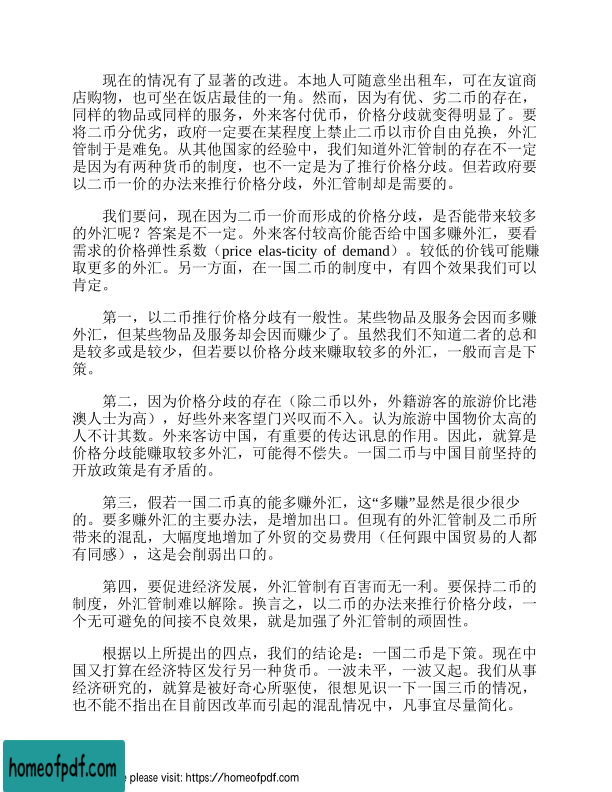 现在的情况有了显著的改进。本地人可随意坐出租车，可在友谊商
店购物，也可坐在饭店最佳的一角。然而，因为有优、劣二币的存在，
同样的物品或同样的服务，外来客付优币，价格分歧就变得明显了。要
将二币分优劣，政府一定要在某程度上禁止二币以市价自由兑换，外汇
管制于是难免。从其他国家的经验中，我们知道外汇管制的存在不一定
是因为有两种货币的制度，也不一定是为了推行价格分歧。但若政府要
以二币一价的办法来推行价格分歧，外汇管制却是需要的。
我们要问，现在因为二币一价而形成的价格分歧，是否能带来较多
的外汇呢？答案是不一定。外来客付较高价能否给中国多赚外汇，要看
需求的价格弹性系数（price elas-ticity of demand）。较低的价钱可能赚
取更多的外汇。另一方面，在一国二币的制度中，有四个效果我们可以
肯定。
第一，以二币推行价格分歧有一般性。某些物品及服务会因而多赚
外汇，但某些物品及服务却会因而赚少了。虽然我们不知道二者的总和
是较多或是较少，但若要以价格分歧来赚取较多的外汇，一般而言是下
策。
第二，因为价格分歧的存在（除二币以外，外籍游客的旅游价比港
澳人士为高），好些外来客望门兴叹而不入。认为旅游中国物价太高的
人不计其数。外来客访中国，有重要的传达讯息的作用。因此，就算是
价格分歧能赚取较多外汇，可能得不偿失。一国二币与中国目前坚持的
开放政策是有矛盾的。
第三，假若一国二币真的能多赚外汇，这“多赚”显然是很少很少
的。要多赚外汇的主要办法，是增加出口。但现有的外汇管制及二币所
带来的混乱，大幅度地增加了外贸的交易费用（任何跟中国贸易的人都
有同感），这是会削弱出口的。
第四，要促进经济发展，外汇管制有百害而无一利。要保持二币的
制度，外汇管制难以解除。换言之，以二币的办法来推行价格分歧，一
个无可避免的间接不良效果，就是加强了外汇管制的顽固性。
根据以上所提出的四点，我们的结论是：一国二币是下策。现在中
国又打算在经济特区发行另一种货币。一波未平，一波又起。我们从事
经济研究的，就算是被好奇心所驱使，很想见识一下一国三币的情况，
也不能不指出在目前因改革而引起的混乱情况中，凡事宜尽量简化。
homeofpdf.com
e please visit: https://homeofpdf.com